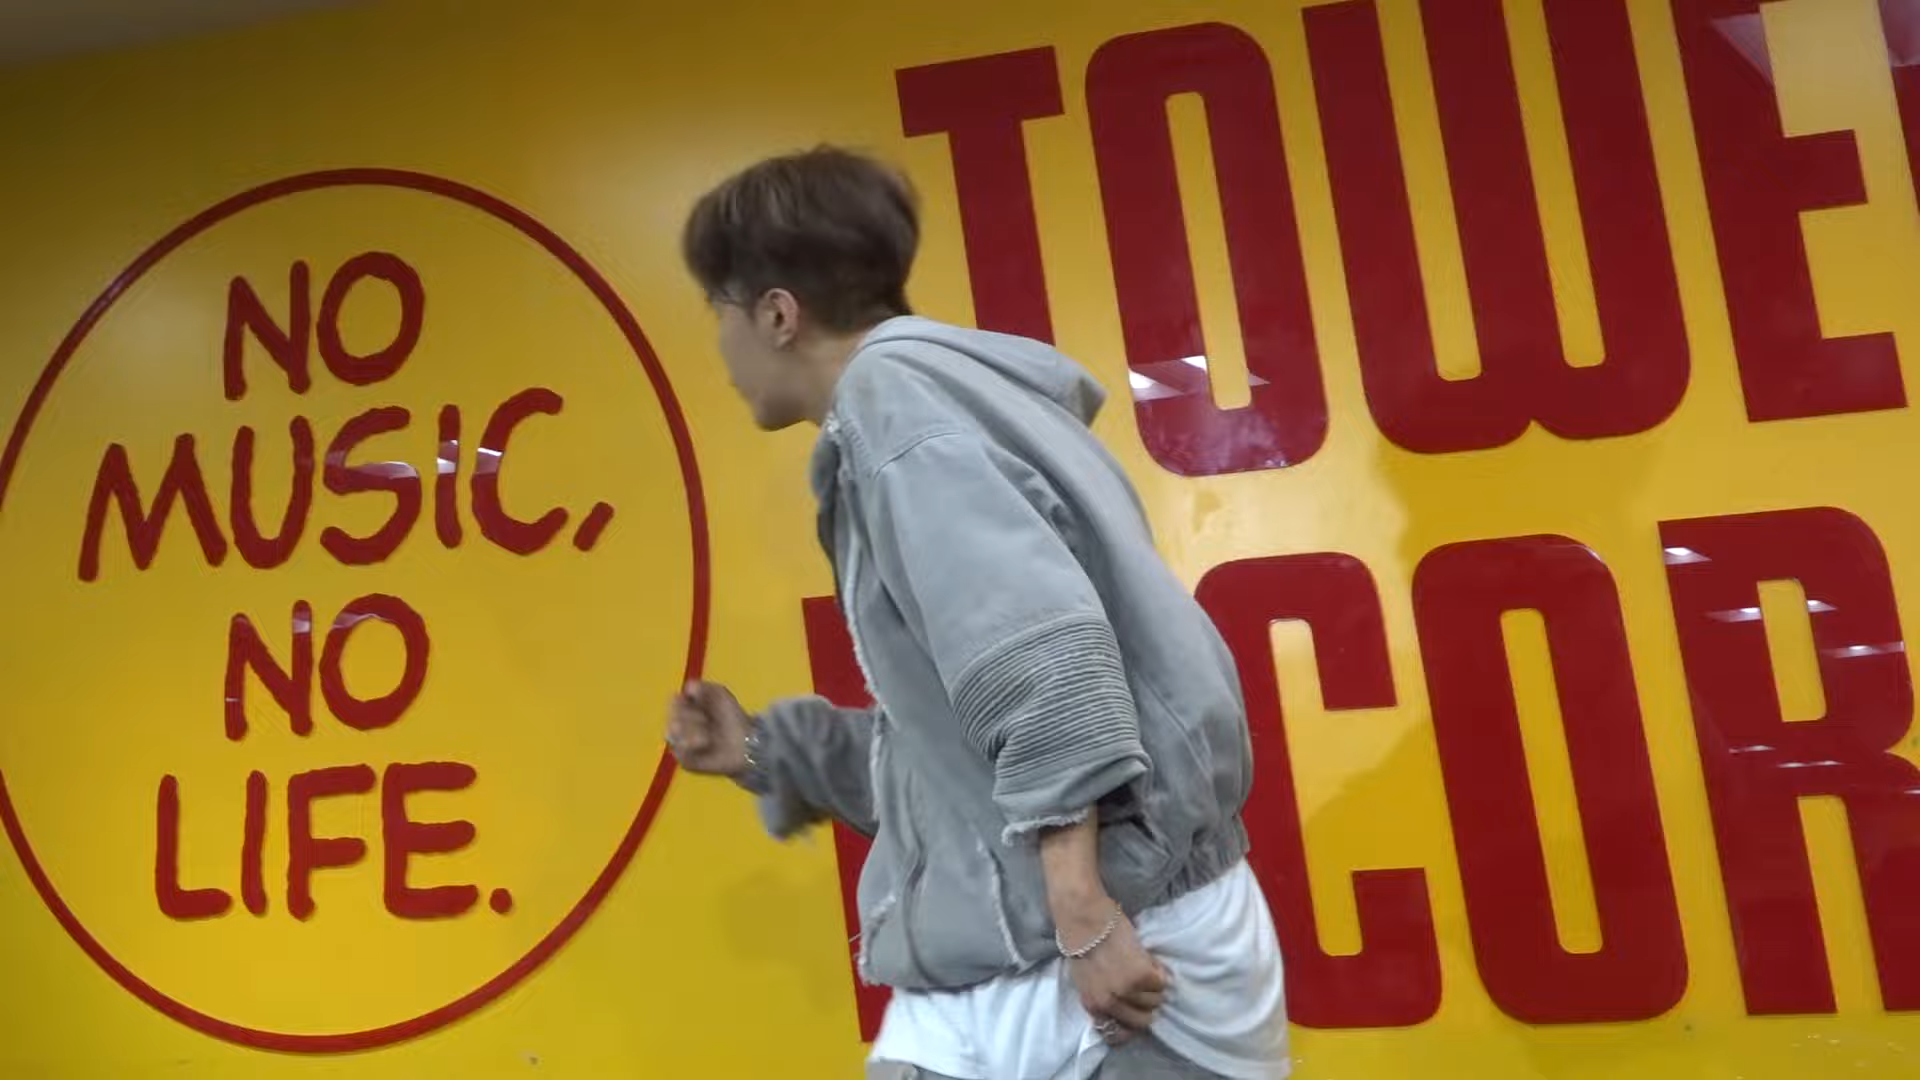 NO
MUSIC,
NO
LIFE.
TOWE
COR